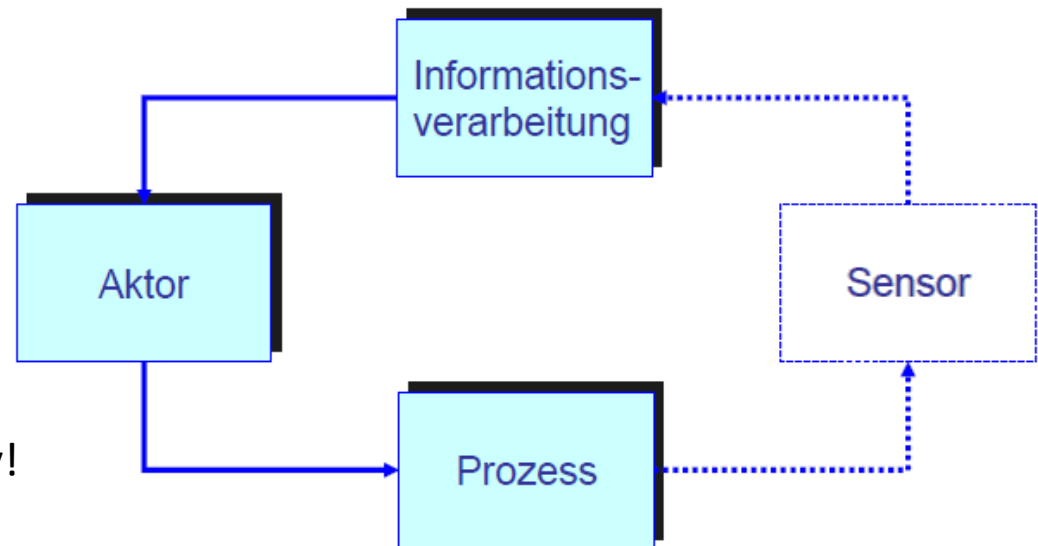 Informations-
verarbeitung
Aktor
Sensor
Prozess
!